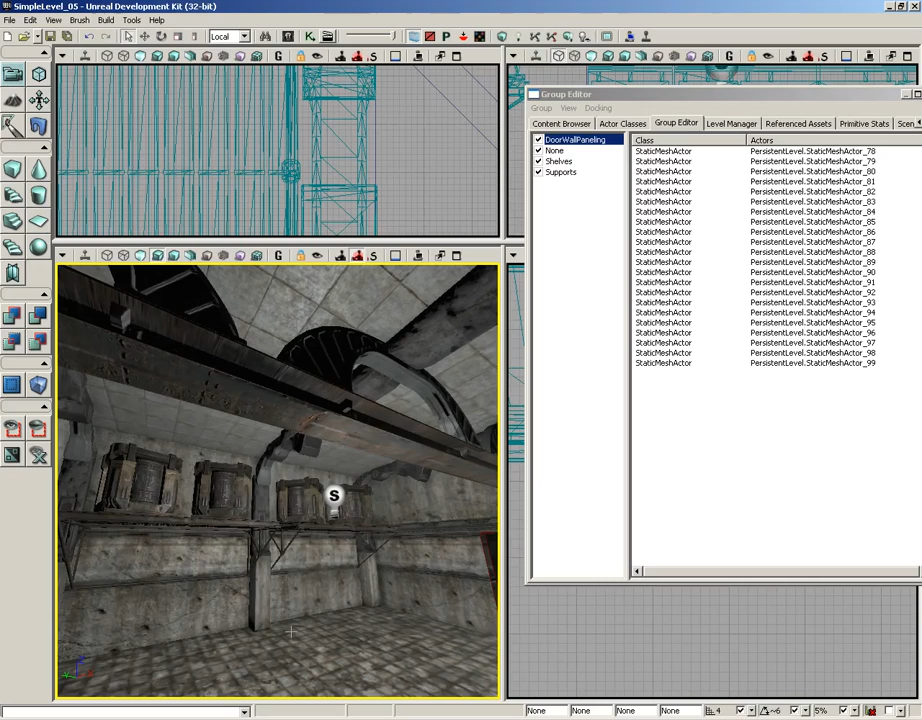 SimpleLevel_05 - Unreal Development Kit (32-bit)
File Edit View Brush Build Tools Help
Local
G
G
G
Group Editor
Group View Docking
Content Browser Actor Classes Group Editor Level Manager Referenced Assets Primitive Stats Scen
DoorWallPaneling
None
Shelves
Supports
Class Actors
StaticMeshActor PersistentLevel.StaticMeshActor_78
StaticMeshActor PersistentLevel.StaticMeshActor_79
StaticMeshActor PersistentLevel.StaticMeshActor_80
StaticMeshActor PersistentLevel.StaticMeshActor_81
StaticMeshActor PersistentLevel.StaticMeshActor_82
StaticMeshActor PersistentLevel.StaticMeshActor_83
StaticMeshActor PersistentLevel.StaticMeshActor_84
StaticMeshActor PersistentLevel.StaticMeshActor_85
StaticMeshActor PersistentLevel.StaticMeshActor_86
StaticMeshActor PersistentLevel.StaticMeshActor_87
StaticMeshActor PersistentLevel.StaticMeshActor_88
StaticMeshActor PersistentLevel.StaticMeshActor_89
StaticMeshActor PersistentLevel.StaticMeshActor_90
StaticMeshActor PersistentLevel.StaticMeshActor_91
StaticMeshActor PersistentLevel.StaticMeshActor_92
StaticMeshActor PersistentLevel.StaticMeshActor_93
StaticMeshActor PersistentLevel.StaticMeshActor_94
StaticMeshActor PersistentLevel.StaticMeshActor_95
StaticMeshActor PersistentLevel.StaticMeshActor_96
StaticMeshActor PersistentLevel.StaticMeshActor_97
StaticMeshActor PersistentLevel.StaticMeshActor_98
StaticMeshActor PersistentLevel.StaticMeshActor_99
S
None None None None 4 ~6 5%